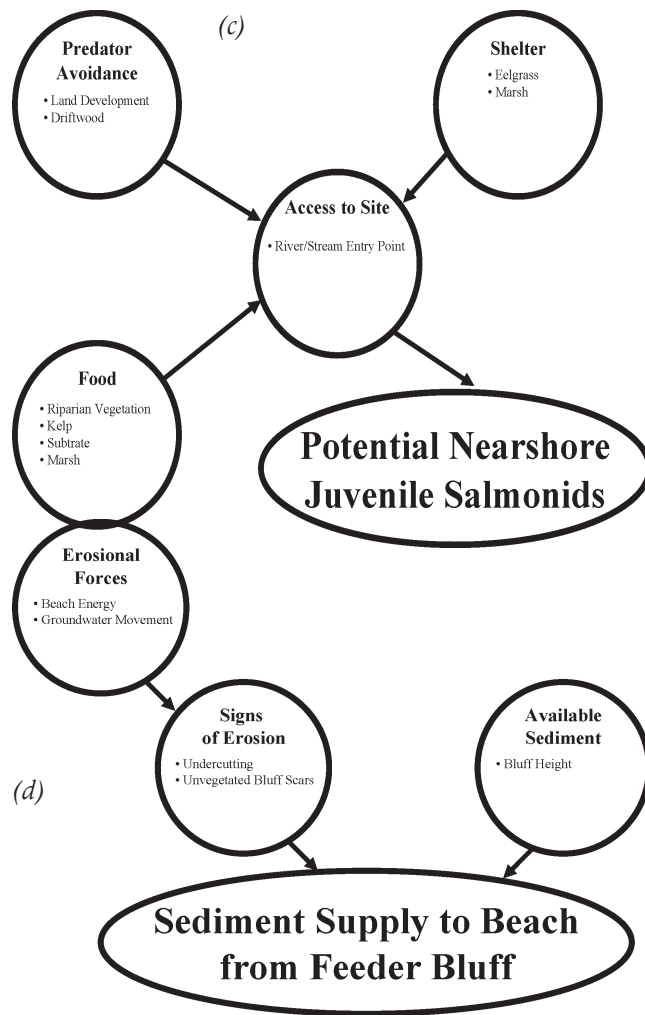 (c)
Predator
Avoidance
• Land Development
• Driftwood
Shelter
• Eelgrass
• Marsh
Access to Site
• River/Stream Entry Point
Food
• Riparian Vegetation
• Kelp
• Subtrate
• Marsh
Potential Nearshore
Juvenile Salmonids
Erosional
Forces
• Beach Energy
• Groundwater Movement
(d)
Signs
of Erosion
• Undercutting
• Unvegetated Bluff Scars
Available
Sediment
• Bluff Height
Sediment Supply to Beach
from Feeder Bluff